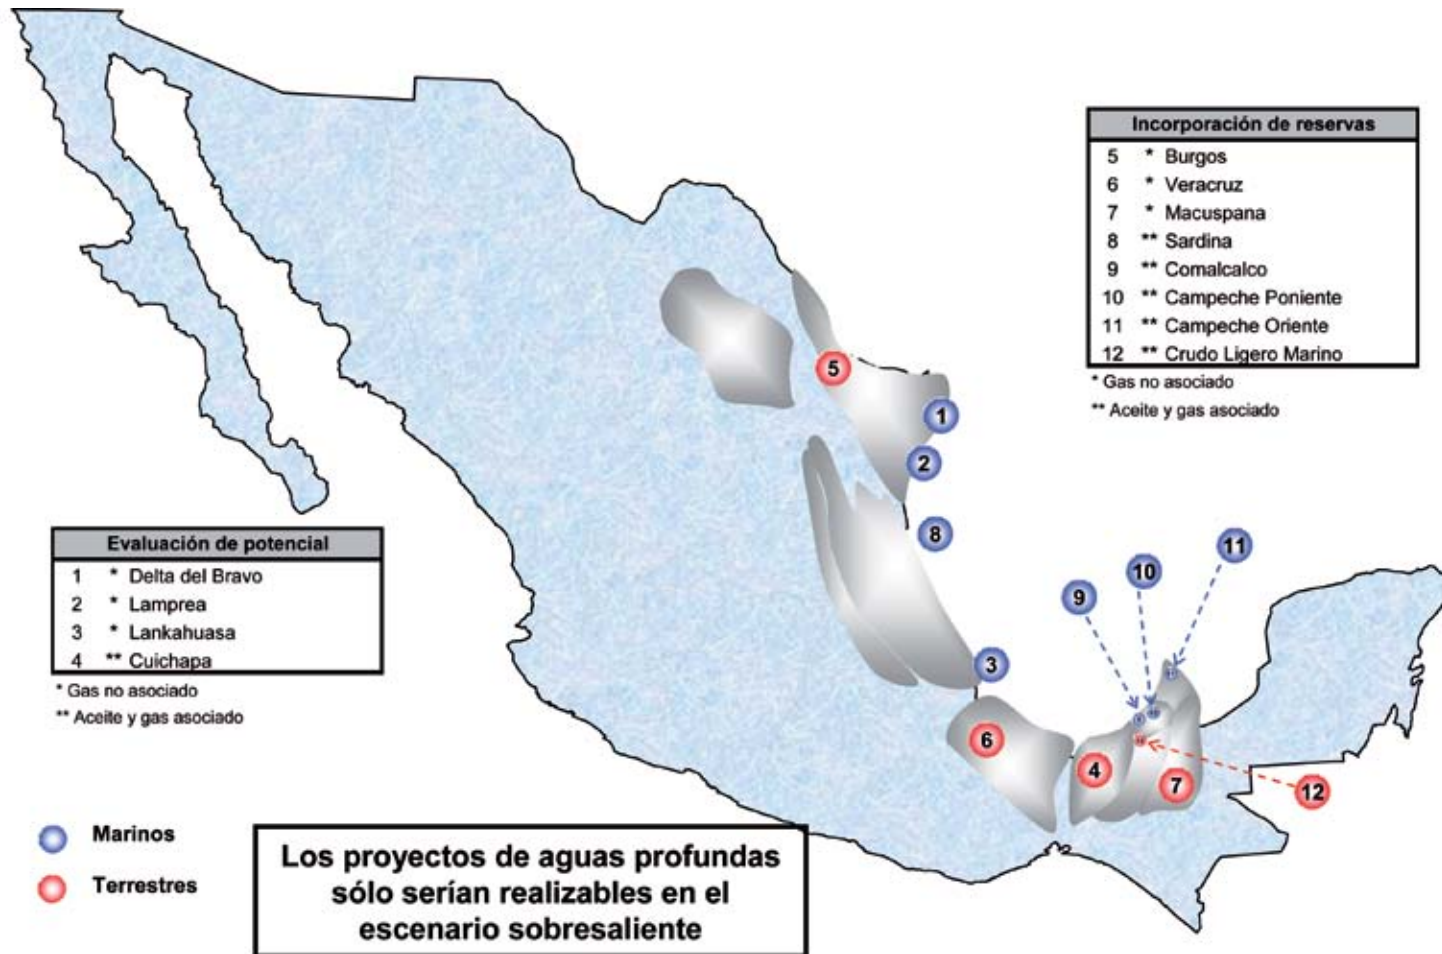 Incorporación de reservas
5 * Burgos
6 * Veracruz
7 * Macuspana
8 ** Sardina
9 ** Comalcalco
10 ** Campeche Poniente
11 ** Campeche Oriente
12 ** Crudo Ligero Marino
* Gas no asociado
** Aceite y gas asociado
5
1
2
8
11
10
9
3
6
4
7
12
Evaluación de potencial
1 * Delta del Bravo
2 * Lamprea
3 * Lankahuasa
4 ** Cuichapa
* Gas no asociado
** Aceite y gas asociado
Marinos
Terrestres
Los proyectos de aguas profundas
sólo serían realizables en el
escenario sobresaliente